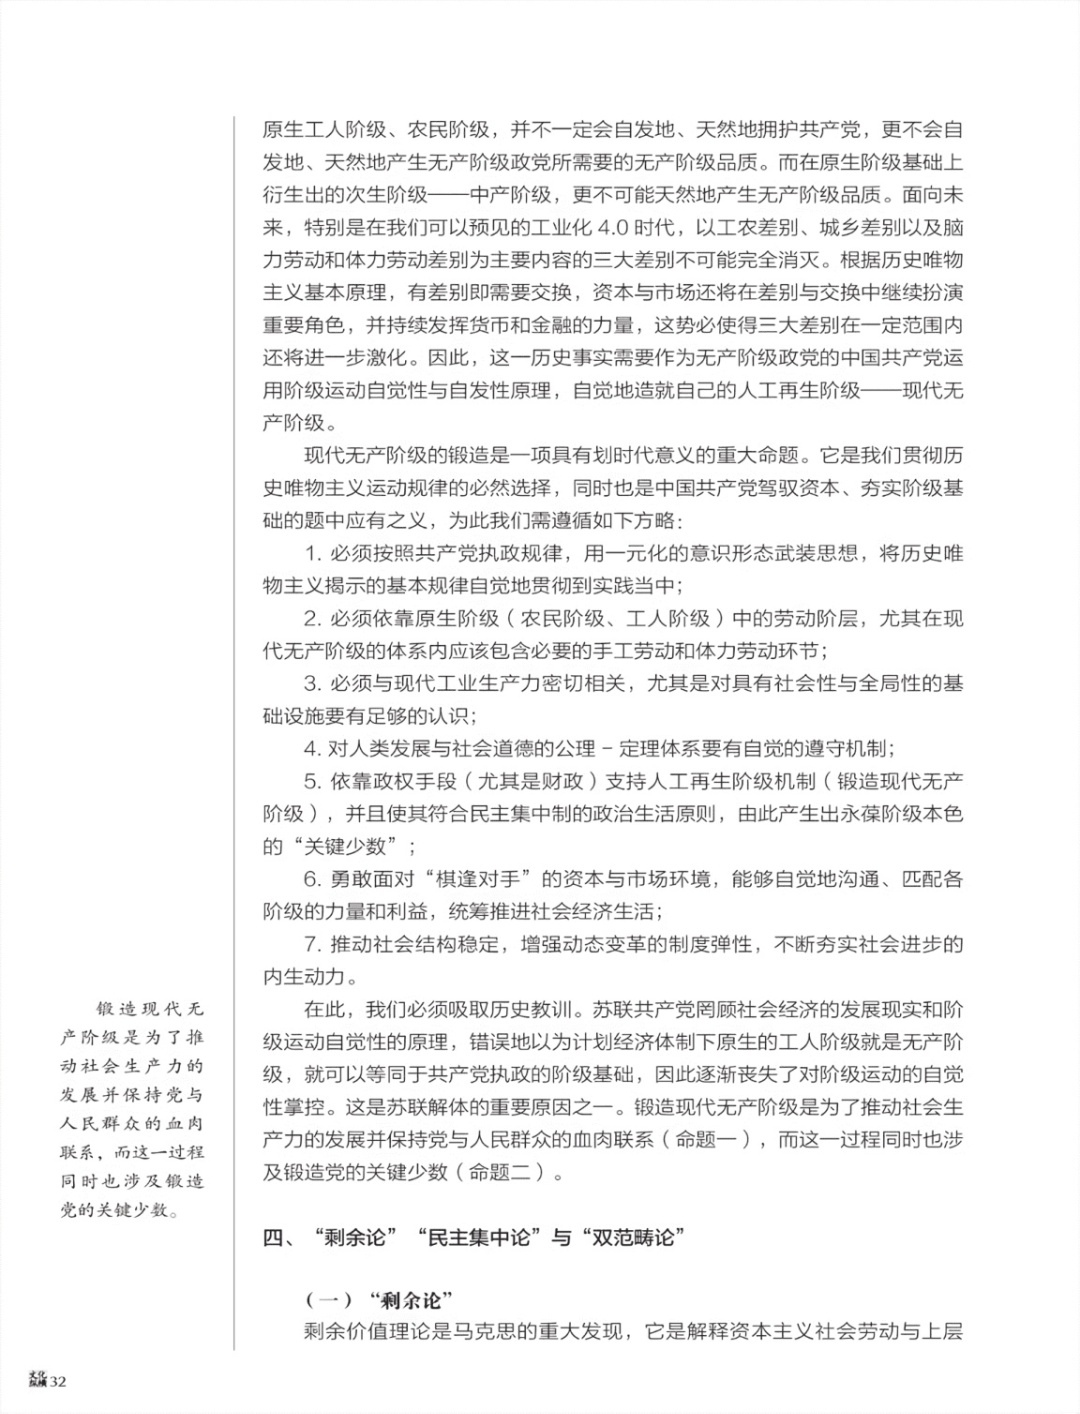 原生工人阶级、农民阶级，并不一定会自发地、天然地拥护共产党，更不会自
发地、天然地产生无产阶级政党所需要的无产阶级品质。而在原生阶级基础上
衍生出的次生阶级——中产阶级，更不可能天然地产生无产阶级品质。面向未
来，特别是在我们可以预见的工业化 4.0 时代，以工农差别、城乡差别以及脑
力劳动和体力劳动差别为主要内容的三大差别不可能完全消灭。根据历史唯物
主义基本原理，有差别即需要交换，资本与市场还将在差别与交换中继续扮演
重要角色，并持续发挥货币和金融的力量，这势必使得三大差别在一定范围内
还将进一步激化。因此，这一历史事实需要作为无产阶级政党的中国共产党运
用阶级运动自觉性与自发性原理，自觉地造就自己的人工再生阶级——现代无
产阶级。
现代无产阶级的锻造是一项具有划时代意义的重大命题。它是我们贯彻历
史唯物主义运动规律的必然选择，同时也是中国共产党驾驭资本、夯实阶级基
础的题中应有之义，为此我们需遵循如下方略：
1. 必须按照共产党执政规律，用一元化的意识形态武装思想，将历史唯
物主义揭示的基本规律自觉地贯彻到实践当中；
2. 必须依靠原生阶级（农民阶级、工人阶级）中的劳动阶层，尤其在现
代无产阶级的体系内应该包含必要的手工劳动和体力劳动环节；
3. 必须与现代工业生产力密切相关，尤其是对具有社会性与全局性的基
础设施要有足够的认识；
4. 对人类发展与社会道德的公理 – 定理体系要有自觉的遵守机制；
5. 依靠政权手段（尤其是财政）支持人工再生阶级机制（锻造现代无产
阶级），并且使其符合民主集中制的政治生活原则，由此产生出永葆阶级本色
的“关键少数”；
6. 勇敢面对“棋逢对手”的资本与市场环境，能够自觉地沟通、匹配各
阶级的力量和利益，统筹推进社会经济生活；
7. 推动社会结构稳定，增强动态变革的制度弹性，不断夯实社会进步的
内生动力。
在此，我们必须吸取历史教训。苏联共产党罔顾社会经济的发展现实和阶
级运动自觉性的原理，错误地以为计划经济体制下原生的工人阶级就是无产阶
级，就可以等同于共产党执政的阶级基础，因此逐渐丧失了对阶级运动的自觉
性掌控。这是苏联解体的重要原因之一。锻造现代无产阶级是为了推动社会生
产力的发展并保持党与人民群众的血肉联系（命题一），而这一过程同时也涉
及锻造党的关键少数（命题二）。
锻造现代无
产阶级是为了推
动社会生产力的
发展并保持党与
人民群众的血肉
联系，而这一过程
同时也涉及锻造
党的关键少数。
四、“剩余论”“民主集中论”与“双范畴论”
（一）“剩余论”
剩余价值理论是马克思的重大发现，它是解释资本主义社会劳动与上层
文化
纵横 32